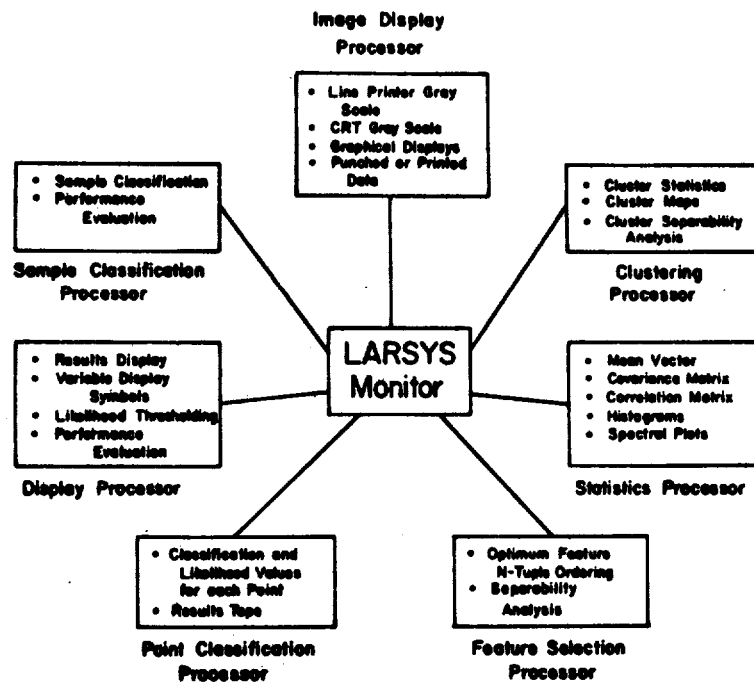 Image Display
Processor
• Line Printer Gray
Scale
• CRT Gray Scale
• Graphical Displays
• Punched or Printed
Data
• Sample Classification
• Performance
Evaluation
Sample Classification
Processor
• Cluster Statistics
• Cluster Maps
• Cluster Separability
Analysis
Clustering
Processor
LARSYS
Monitor
• Results Display
• Variable Display
Symbols
• Likelihood Thresholding
• Performance
Evaluation
Display Processor
• Mean Vector
• Covariance Matrix
• Correlation Matrix
• Histograms
• Spectral Plots
Statistics Processor
• Classification and
Likelihood Values
for each Point
• Results Tape
Point Classification
Processor
• Optimum Feature
N-Tuple Ordering
• Separability
Analysis
Feature Selection
Processor